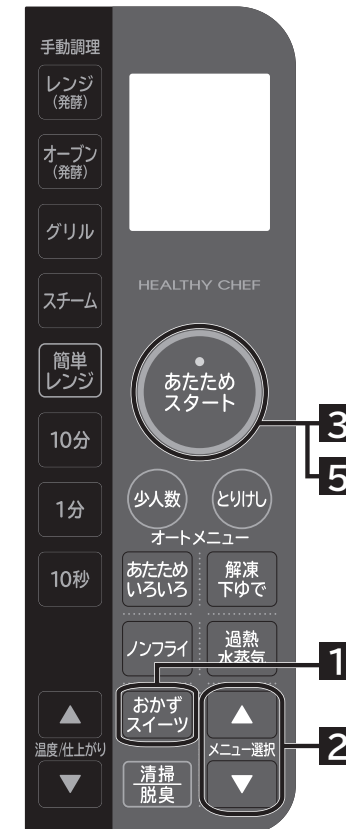 手動調理
レンジ
(発酵)
オーブン
(発酵)
グリル
スチーム
簡単
レンジ
10分
1分
10秒
温度/仕上がり
HEALTHY CHEF
あたため
スタート
3
5
少人数
とりけし
オートメニュー
あたため
いろいろ
解凍
下ゆで
ノンフライ
過熱
水蒸気
1
おかず
スイーツ
メニュー選択
2
清掃
脱臭